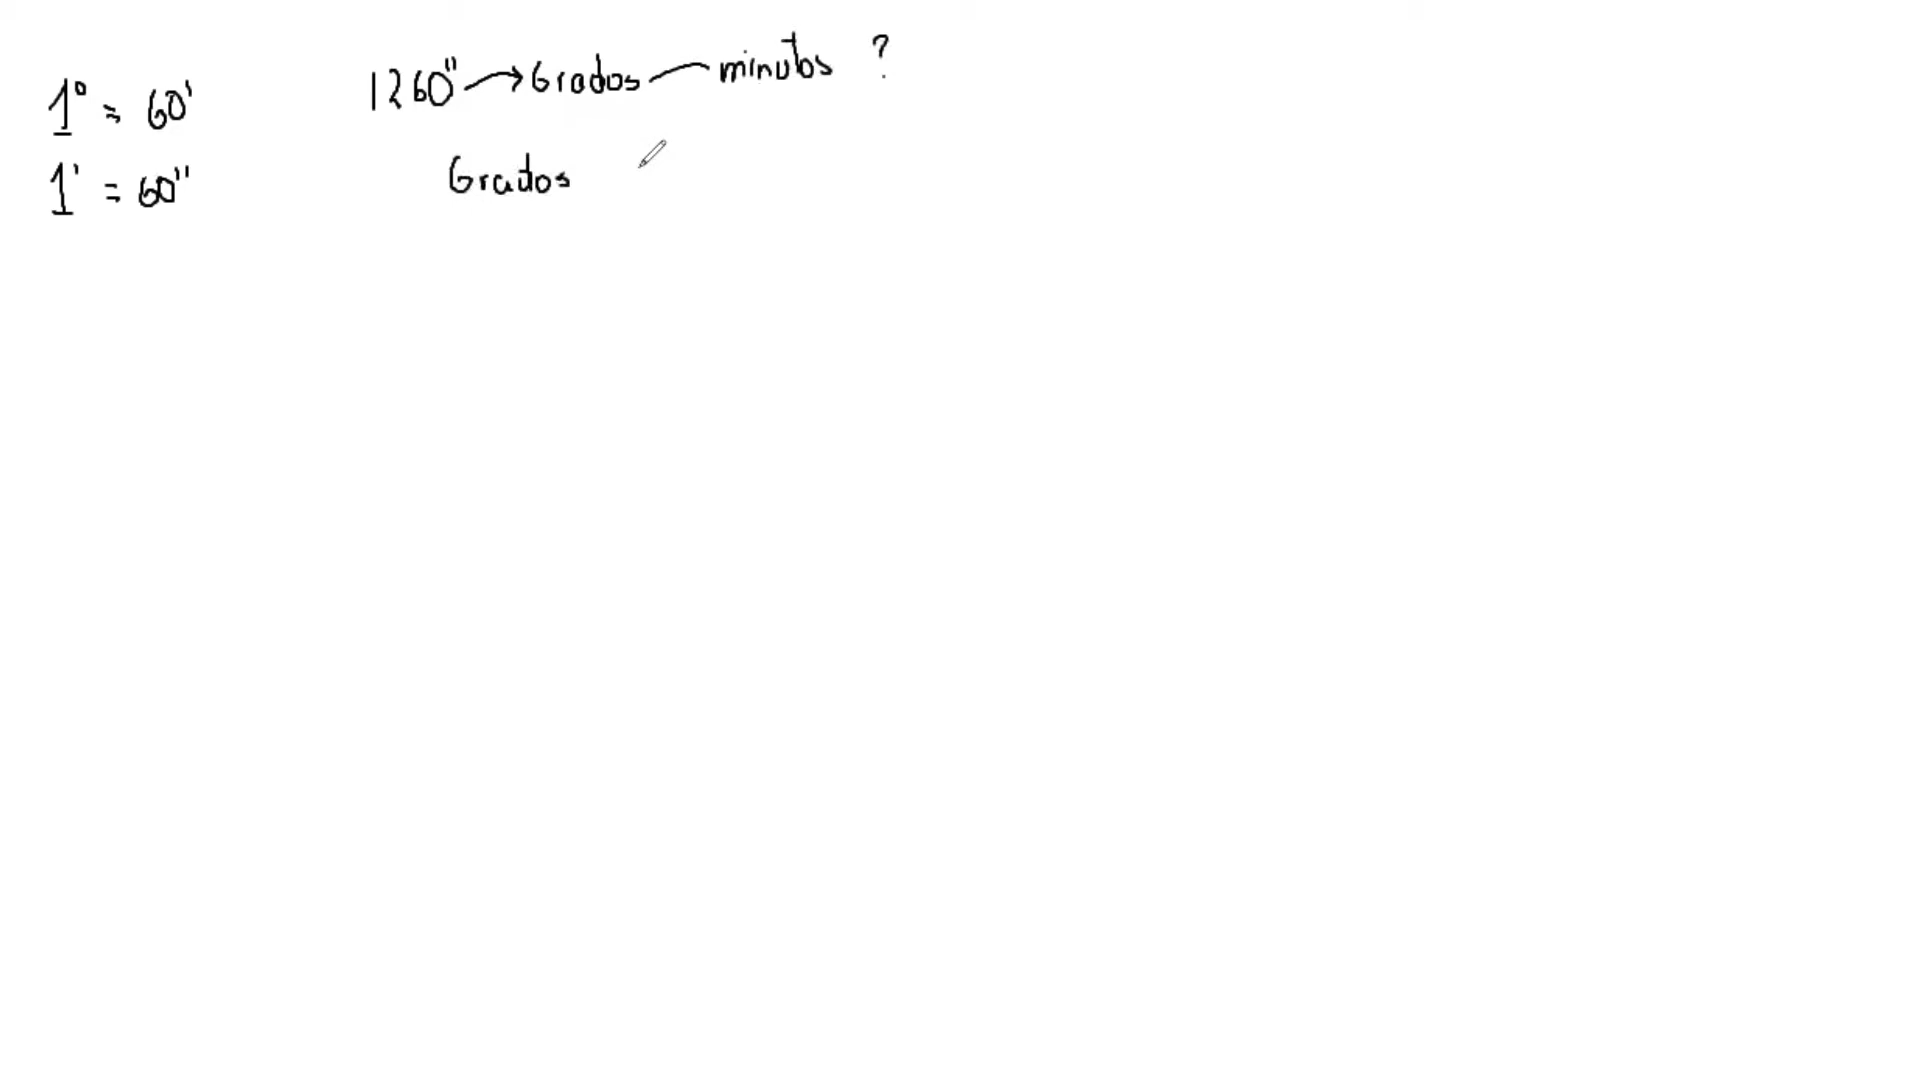 1° = 60'
1' = 60''
1260'' → Grados — minutos ?
Grados